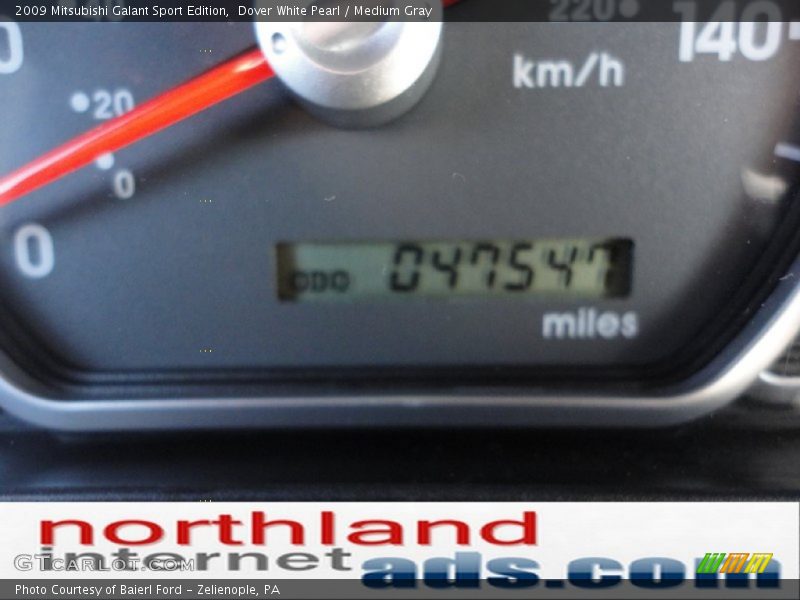 2009 Mitsubishi Galant Sport Edition, Dover White Pearl / Medium Gray
220
140
km/h
20
0
0
ODO 047547
miles
northland
internet
ads.com
GTCARLOT.COM
Photo Courtesy of Baierl Ford - Zelienople, PA